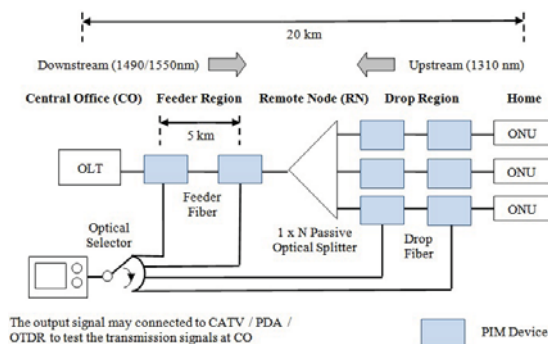 20 km
Downstream (1490/1550nm)
Upstream (1310 nm)
Central Office (CO)
Feeder Region
Remote Node (RN)
Drop Region
Home
5 km
OLT
Feeder
Fiber
ONU
ONU
ONU
Optical
Selector
1 x N Passive
Optical Splitter
Drop
Fiber
The output signal may connected to CATV / PDA /
OTDR to test the transmission signals at CO
PIM Device